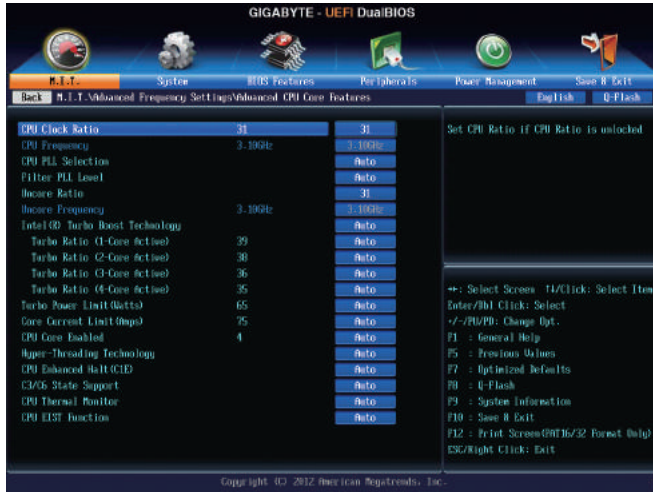 GIGABYTE - UEFI DualBIOS
M.I.T. System BIOS Features Peripherals Power Management Save & Exit
Back M.I.T.\Advanced Frequency Settings\Advanced CPU Core Features English Q-Flash
CPU Clock Ratio 31 31
CPU Frequency 3.10GHz 3.10GHz
CPU PLL Selection Auto
Filter PLL Level Auto
Uncore Ratio 31
Uncore Frequency 3.10GHz 3.10GHz
Intel(R) Turbo Boost Technology Auto
Turbo Ratio (1-Core Active) 39 Auto
Turbo Ratio (2-Core Active) 38 Auto
Turbo Ratio (3-Core Active) 36 Auto
Turbo Ratio (4-Core Active) 35 Auto
Turbo Power Limit(Watts) 65 Auto
Core Current Limit(Amps) 75 Auto
CPU Core Enabled 4 Auto
Hyper-Threading Technology Auto
CPU Enhanced Halt(C1E) Auto
C3/C6 State Support Auto
CPU Thermal Monitor Auto
CPU EIST Function Auto
Set CPU Ratio if CPU Ratio is unlocked
→←: Select Screen ↑↓/Click: Select Item
Enter/Dbl Click: Select
+/-/PU/PD: Change Opt.
F1 : General Help
F5 : Previous Values
F7 : Optimized Defaults
F8 : Q-Flash
F9 : System Information
F10 : Save & Exit
F12 : Print Screen(FAT16/32 Format Only)
ESC/Right Click: Exit
Copyright (C) 2012 American Megatrends, Inc.